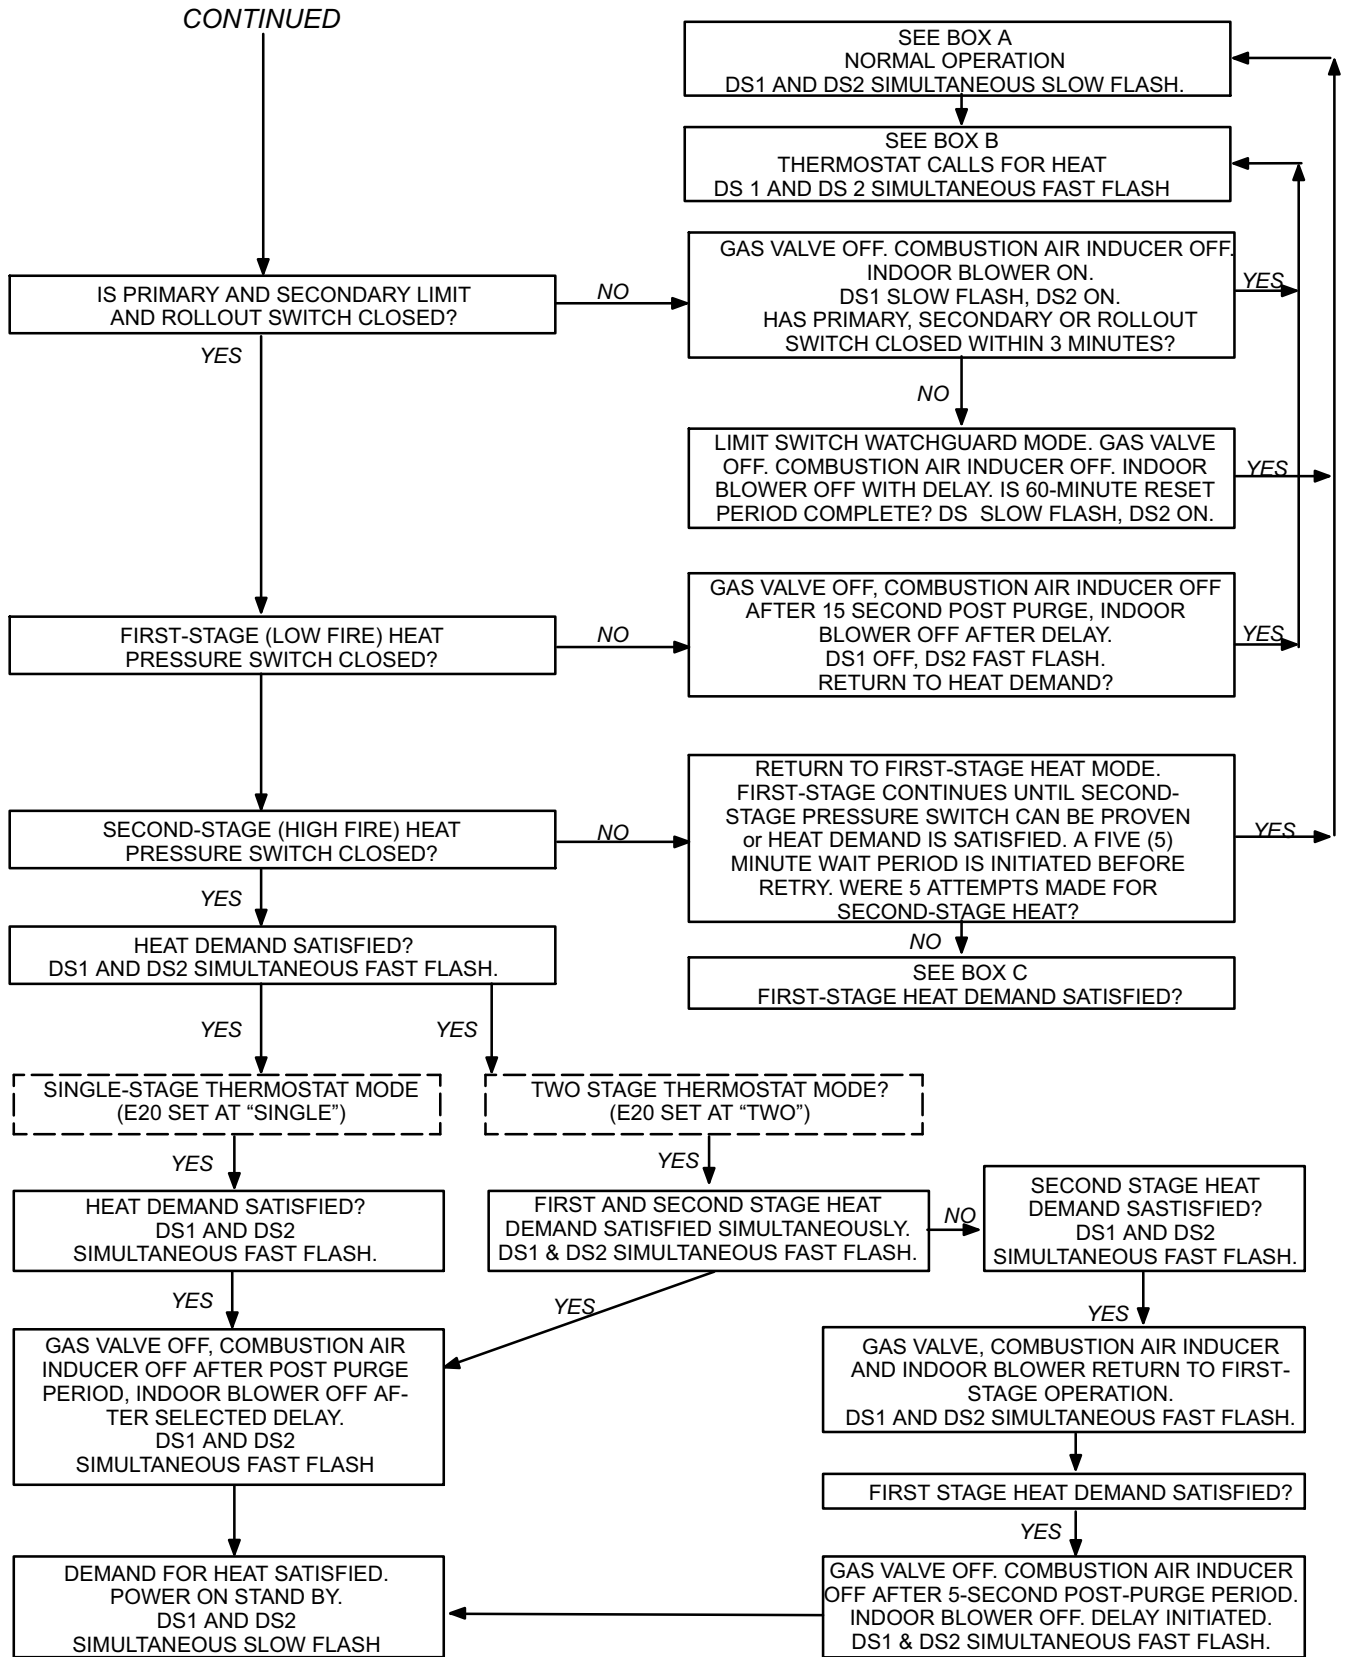 CONTINUED
SEE BOX A
NORMAL OPERATION
DS1 AND DS2 SIMULTANEOUS SLOW FLASH.
SEE BOX B
THERMOSTAT CALLS FOR HEAT
DS 1 AND DS 2 SIMULTANEOUS FAST FLASH
IS PRIMARY AND SECONDARY LIMIT
AND ROLLOUT SWITCH CLOSED?
NO
GAS VALVE OFF. COMBUSTION AIR INDUCER OFF.
INDOOR BLOWER ON.
DS1 SLOW FLASH, DS2 ON.
HAS PRIMARY, SECONDARY OR ROLLOUT
SWITCH CLOSED WITHIN 3 MINUTES?
YES
YES
NO
LIMIT SWITCH WATCHGUARD MODE. GAS VALVE
OFF. COMBUSTION AIR INDUCER OFF. INDOOR
BLOWER OFF WITH DELAY. IS 60-MINUTE RESET
PERIOD COMPLETE? DS SLOW FLASH, DS2 ON.
YES
FIRST-STAGE (LOW FIRE) HEAT
PRESSURE SWITCH CLOSED?
NO
GAS VALVE OFF, COMBUSTION AIR INDUCER OFF
AFTER 15 SECOND POST PURGE, INDOOR
BLOWER OFF AFTER DELAY.
DS1 OFF, DS2 FAST FLASH.
RETURN TO HEAT DEMAND?
YES
SECOND-STAGE (HIGH FIRE) HEAT
PRESSURE SWITCH CLOSED?
NO
RETURN TO FIRST-STAGE HEAT MODE.
FIRST-STAGE CONTINUES UNTIL SECOND-
STAGE PRESSURE SWITCH CAN BE PROVEN
or HEAT DEMAND IS SATISFIED. A FIVE (5)
MINUTE WAIT PERIOD IS INITIATED BEFORE
RETRY. WERE 5 ATTEMPTS MADE FOR
SECOND-STAGE HEAT?
YES
YES
NO
HEAT DEMAND SATISFIED?
DS1 AND DS2 SIMULTANEOUS FAST FLASH.
SEE BOX C
FIRST-STAGE HEAT DEMAND SATISFIED?
YES
YES
SINGLE-STAGE THERMOSTAT MODE
(E20 SET AT “SINGLE”)
TWO STAGE THERMOSTAT MODE?
(E20 SET AT “TWO”)
YES
YES
HEAT DEMAND SATISFIED?
DS1 AND DS2
SIMULTANEOUS FAST FLASH.
FIRST AND SECOND STAGE HEAT
DEMAND SATISFIED SIMULTANEOUSLY.
DS1 & DS2 SIMULTANEOUS FAST FLASH.
NO
SECOND STAGE HEAT
DEMAND SASTISFIED?
DS1 AND DS2
SIMULTANEOUS FAST FLASH.
YES
YES
YES
GAS VALVE OFF, COMBUSTION AIR
INDUCER OFF AFTER POST PURGE
PERIOD, INDOOR BLOWER OFF AF-
TER SELECTED DELAY.
DS1 AND DS2
SIMULTANEOUS FAST FLASH
GAS VALVE, COMBUSTION AIR INDUCER
AND INDOOR BLOWER RETURN TO FIRST-
STAGE OPERATION.
DS1 AND DS2 SIMULTANEOUS FAST FLASH.
FIRST STAGE HEAT DEMAND SATISFIED?
YES
DEMAND FOR HEAT SATISFIED.
POWER ON STAND BY.
DS1 AND DS2
SIMULTANEOUS SLOW FLASH
GAS VALVE OFF. COMBUSTION AIR INDUCER
OFF AFTER 5-SECOND POST-PURGE PERIOD.
INDOOR BLOWER OFF. DELAY INITIATED.
DS1 & DS2 SIMULTANEOUS FAST FLASH.